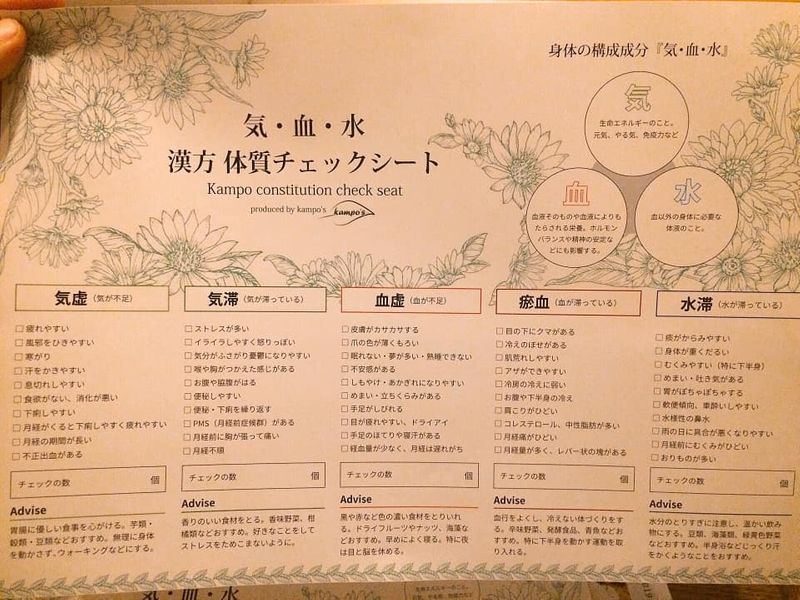 気・血・水
漢方 体質チェックシート
Kampo constitution check seat
produced by kampo's kampo's
身体の構成成分『気・血・水』
気
生命エネルギーのこと。
元気、やる気、免疫力など
血
血液そのものや血液によりも
たらされる栄養。ホルモン
バランスや精神の安定な
どにも影響する。
水
血以外の身体に必要な
体液のこと。
気虚（気が不足）
□ 疲れやすい
□ 風邪をひきやすい
□ 寒がり
□ 汗をかきやすい
□ 息切れしやすい
□ 食欲がない、消化が悪い
□ 下痢しやすい
□ 月経がくると下痢しやすく疲れやすい
□ 月経の期間が長い
□ 不正出血がある
チェックの数 個
Advise
胃腸に優しい食事を心がける。芋類・
穀類・豆類などおすすめ。無理に身体
を動かさず、ウォーキングなどにする。
気滞（気が滞っている）
□ ストレスが多い
□ イライラしやすく怒りっぽい
□ 気分がふさがり憂鬱になりやすい
□ 喉や胸がつかえた感じがある
□ お腹や脇腹がはる
□ 便秘しやすい
□ 便秘・下痢を繰り返す
□ PMS（月経前症候群）がある
□ 月経前に胸が張って痛い
□ 月経不順
チェックの数 個
Advise
香りのいい食材をとる。香味野菜、柑
橘類などおすすめ。好きなことをして
ストレスをためこまないように。
血虚（血が不足）
□ 皮膚がカサカサする
□ 爪の色が薄くもろい
□ 眠れない・夢が多い・熟睡できない
□ 不安感がある
□ しもやけ・あかぎれになりやすい
□ めまい・立ちくらみがある
□ 手足がしびれる
□ 目が疲れやすい、ドライアイ
□ 手足のほてりや寝汗がある
□ 経血量が少なく、月経は遅れがち
チェックの数 個
Advise
黒や赤など色の濃い食材をとりいれ
る。ドライフルーツやナッツ、海藻な
どおすすめ。早めによく寝る。特に夜
は目と脳を休める。
瘀血（血が滞っている）
□ 目の下にクマがある
□ 冷えのぼせがある
□ 肌荒れしやすい
□ アザができやすい
□ 冷房の冷えに弱い
□ お腹や下半身の冷え
□ 肩こりがひどい
□ コレステロール、中性脂肪が多い
□ 月経痛がひどい
□ 月経量が多く、レバー状の塊がある
チェックの数 個
Advise
血行をよくし、冷えない体づくりをす
る。辛味野菜、発酵食品、青魚などお
すすめ。特に下半身を動かす運動を取
り入れる。
水滞（水が滞っている）
□ 痰がからみやすい
□ 身体が重くだるい
□ むくみやすい（特に下半身）
□ めまい・吐き気がある
□ 胃がぽちゃぽちゃする
□ 軟便傾向、車酔いしやすい
□ 水様性の鼻水
□ 雨の日に具合が悪くなりやすい
□ 月経前にむくみがひどい
□ おりものが多い
チェックの数 個
Advise
水分のとりすぎに注意し、温かい飲み
物にする。豆類、海藻類、緑黄色野菜
などおすすめ。半身浴などじっくり汗
をかくようなことをおすすめ。
気・血・水